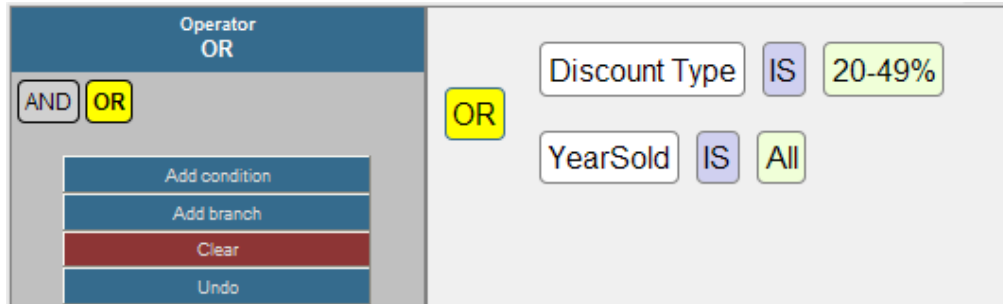 Operator
OR
AND OR
Add condition
Add branch
Clear
Undo
OR
Discount Type IS 20-49%
YearSold IS All